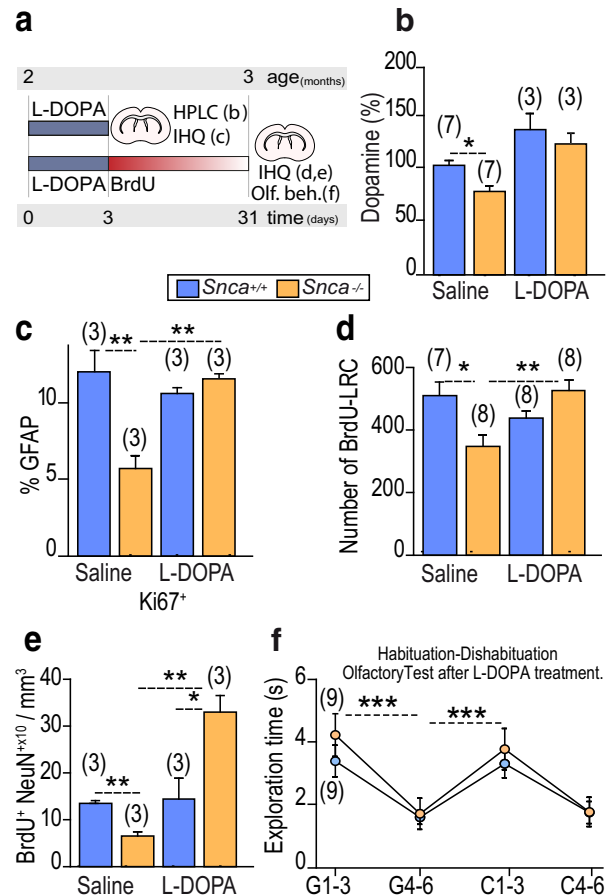 a
2 3 age(months)
L-DOPA HPLC (b)
IHQ (c)
L-DOPA BrdU IHQ (d,e)
Olf. beh.(f)
0 3 31 time (days)
b
Dopamine (%)
200
150
100
50
0
(7) * (7) (3) (3)
Saline L-DOPA
Snca+/+ Snca-/-
c
% GFAP
10
5
0
(3) ** (3) ** (3) (3)
Saline L-DOPA
Ki67+
d
Number of BrdU-LRC
600
400
200
0
(7) * (8) ** (8) (8)
Saline L-DOPA
e
BrdU+ NeuN+x10 / mm3
40
30
20
10
0
(3) ** (3) (3) ** * (3)
Saline L-DOPA
f
Habituation-Dishabituation
OlfactoryTest after L-DOPA treatment.
Exploration time (s)
6
4
2
0
(9) *** ***
(9)
G1-3 G4-6 C1-3 C4-6